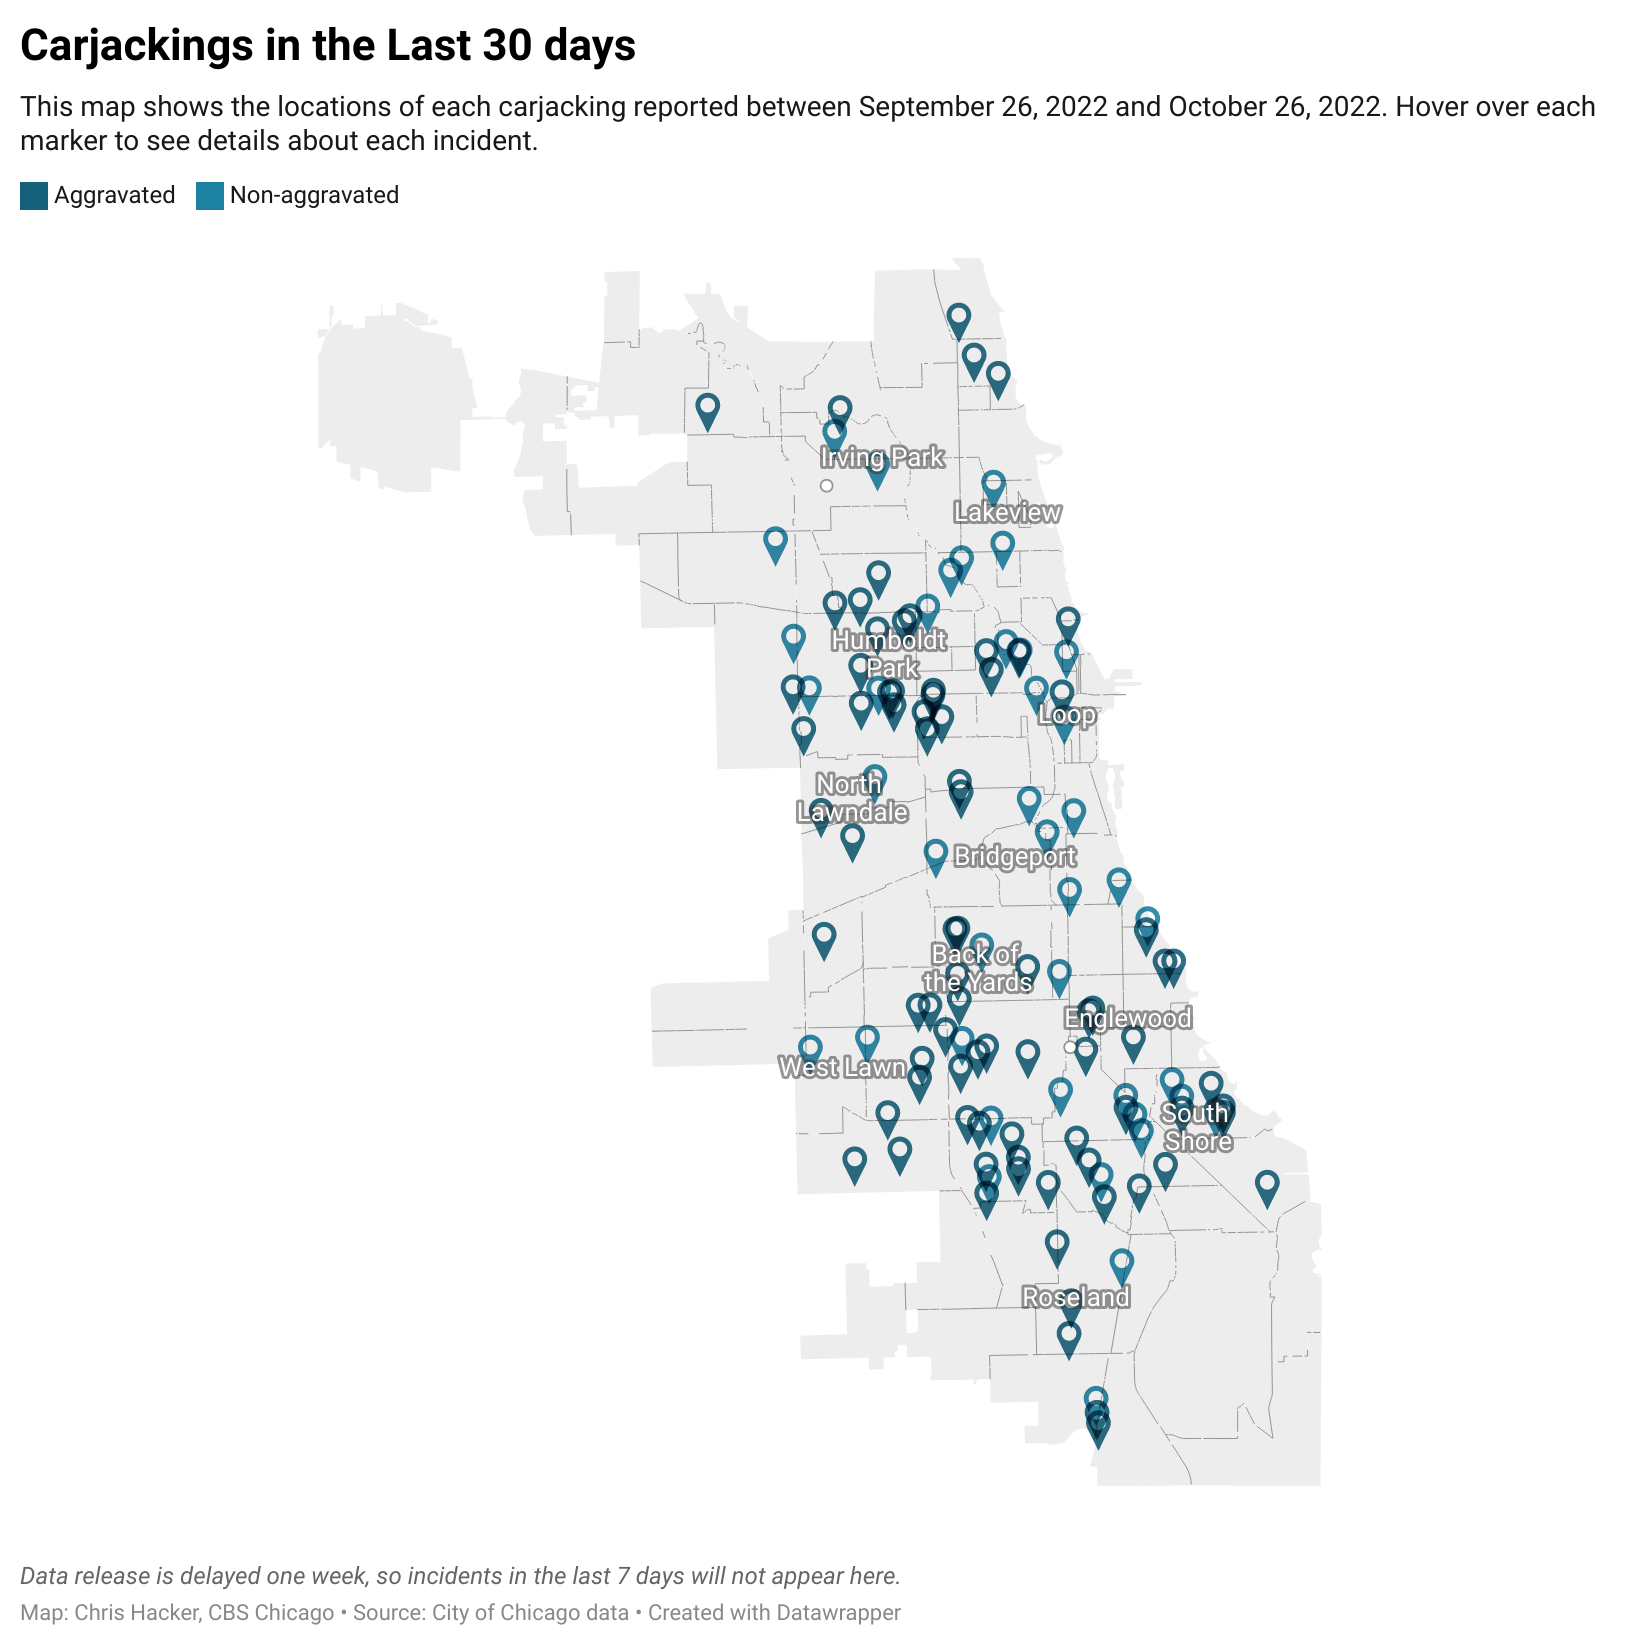 Carjackings in the Last 30 days
This map shows the locations of each carjacking reported between September 26, 2022 and October 26, 2022. Hover over each
marker to see details about each incident.
Aggravated
Non-aggravated
Irving Park
Lakeview
Humboldt
Park
Loop
North
Lawndale
Bridgeport
Back of
the Yards
Englewood
West Lawn
South
Shore
Roseland
Data release is delayed one week, so incidents in the last 7 days will not appear here.
Map: Chris Hacker, CBS Chicago • Source: City of Chicago data • Created with Datawrapper